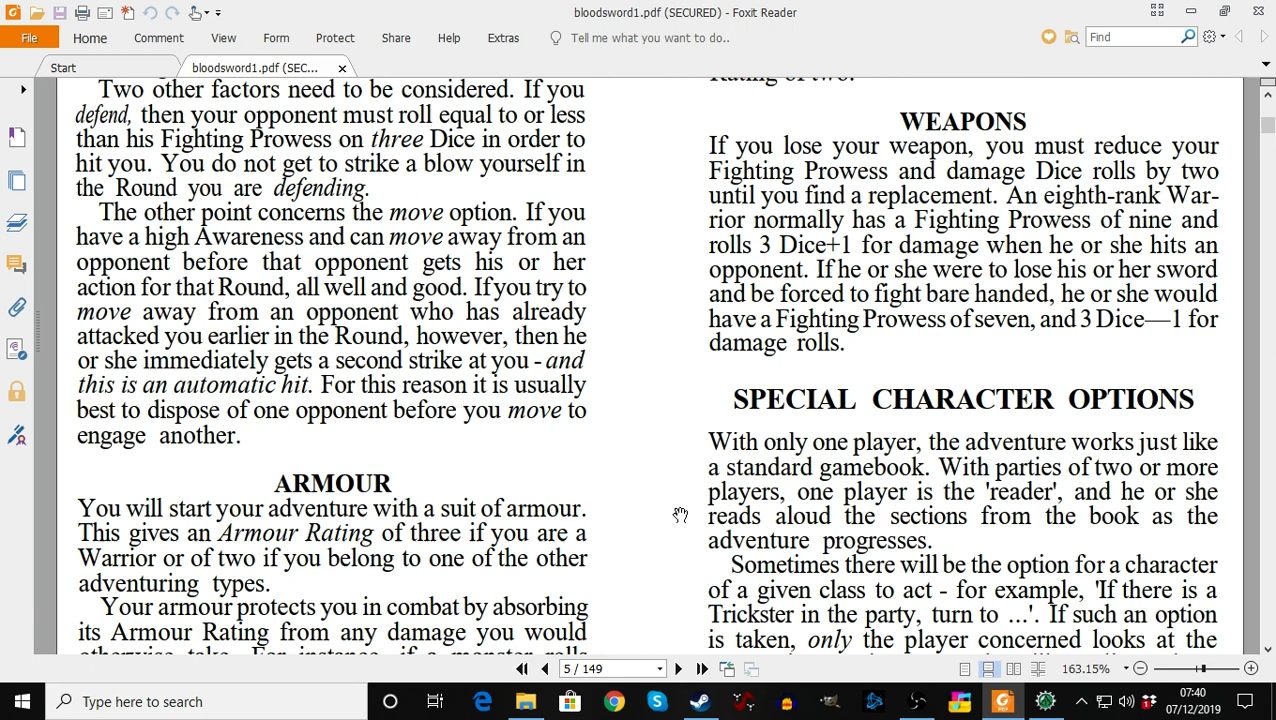 bloodsword1.pdf (SECURED) - Foxit Reader
File
Home
Comment
View
Form
Protect
Share
Help
Extras
Tell me what you want to do..
Find
Start
bloodsword1.pdf (SEC...
Two other factors need to be considered. If you
defend, then your opponent must roll equal to or less
than his Fighting Prowess on three Dice in order to
hit you. You do not get to strike a blow yourself in
the Round you are defending.
The other point concerns the move option. If you
have a high Awareness and can move away from an
opponent before that opponent gets his or her
action for that Round, all well and good. If you try to
move away from an opponent who has already
attacked you earlier in the Round, however, then he
or she immediately gets a second strike at you - and
this is an automatic hit. For this reason it is usually
best to dispose of one opponent before you move to
engage another.
ARMOUR
You will start your adventure with a suit of armour.
This gives an Armour Rating of three if you are a
Warrior or of two if you belong to one of the other
adventuring types.
Your armour protects you in combat by absorbing
its Armour Rating from any damage you would
otherwise take. For instance, if a monster rolls
Rating of two.
WEAPONS
If you lose your weapon, you must reduce your
Fighting Prowess and damage Dice rolls by two
until you find a replacement. An eighth-rank War-
rior normally has a Fighting Prowess of nine and
rolls 3 Dice+1 for damage when he or she hits an
opponent. If he or she were to lose his or her sword
and be forced to fight bare handed, he or she would
have a Fighting Prowess of seven, and 3 Dice—1 for
damage rolls.
SPECIAL CHARACTER OPTIONS
With only one player, the adventure works just like
a standard gamebook. With parties of two or more
players, one player is the 'reader', and he or she
reads aloud the sections from the book as the
adventure progresses.
Sometimes there will be the option for a character
of a given class to act - for example, 'If there is a
Trickster in the party, turn to ...'. If such an option
is taken, only the player concerned looks at the
5 / 149
163.15%
Type here to search
07:40
07/12/2019